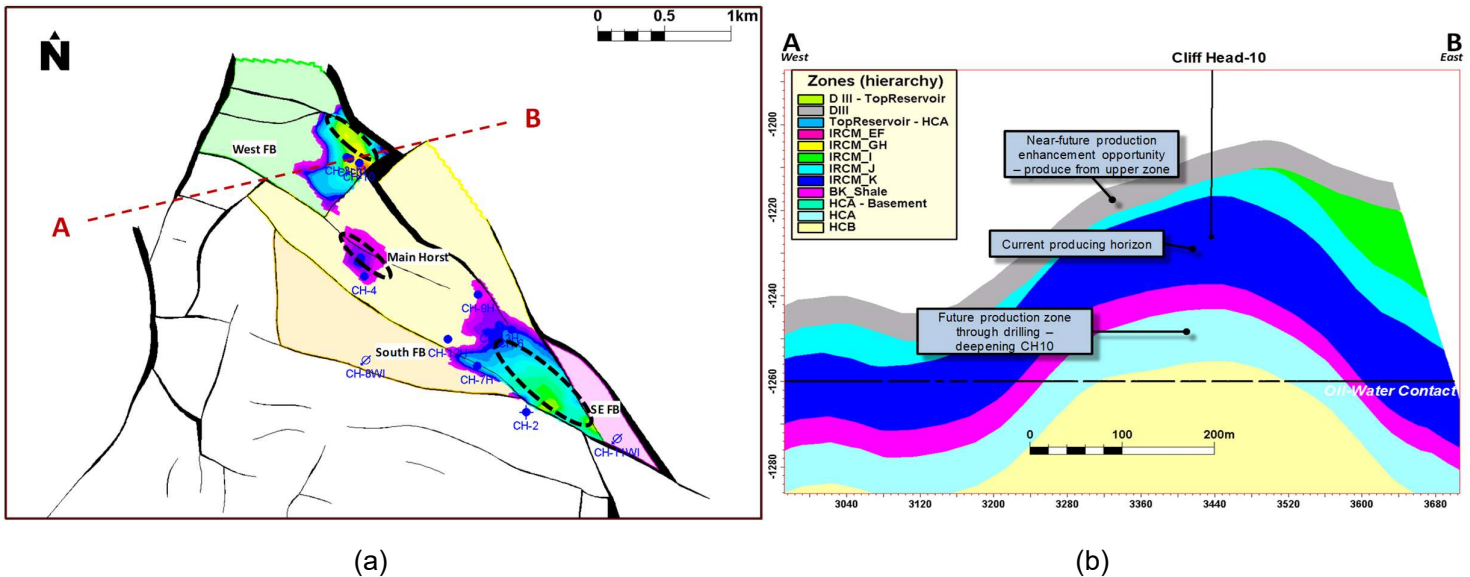 0 0.5 1km
N
B
West FB
A
Main Horst
CH-4
CH-9H
South FB
CH-8WI
CH-7H
SE FB
CH-2
CH-11WI
(a)
A
West
B
East
Cliff Head-10
Zones (hierarchy)
D III - TopReservoir
DIII
TopReservoir - HCA
IRCM_EF
IRCM_GH
IRCM_I
IRCM_J
IRCM_K
BK_Shale
HCA - Basement
HCA
HCB
Near-future production
enhancement opportunity
– produce from upper zone
Current producing horizon
Future production zone
through drilling –
deepening CH10
Oil-Water Contact
0 100 200m
-1200
-1220
-1240
-1260
-1280
3040 3120 3200 3280 3360 3440 3520 3600 3680
(b)